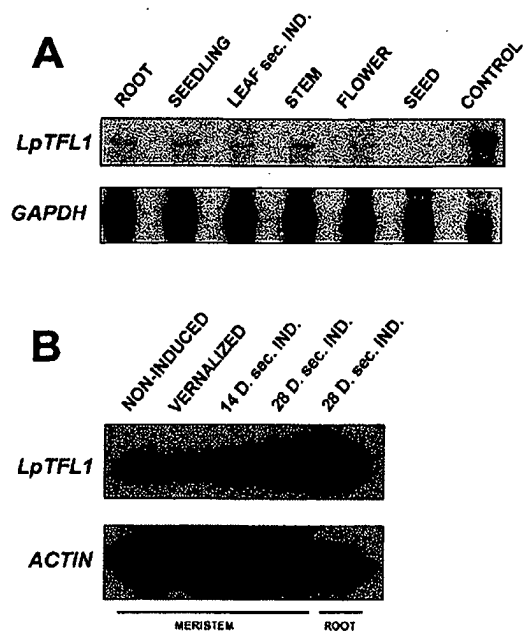 A
ROOT SEEDLING LEAF sec. IND. STEM FLOWER SEED CONTROL
LpTFL1
GAPDH
B
NON-INDUCED VERNALIZED 14 D. sec. IND. 28 D. sec. IND. 28 D. sec. IND.
LpTFL1
ACTIN
MERISTEM ROOT